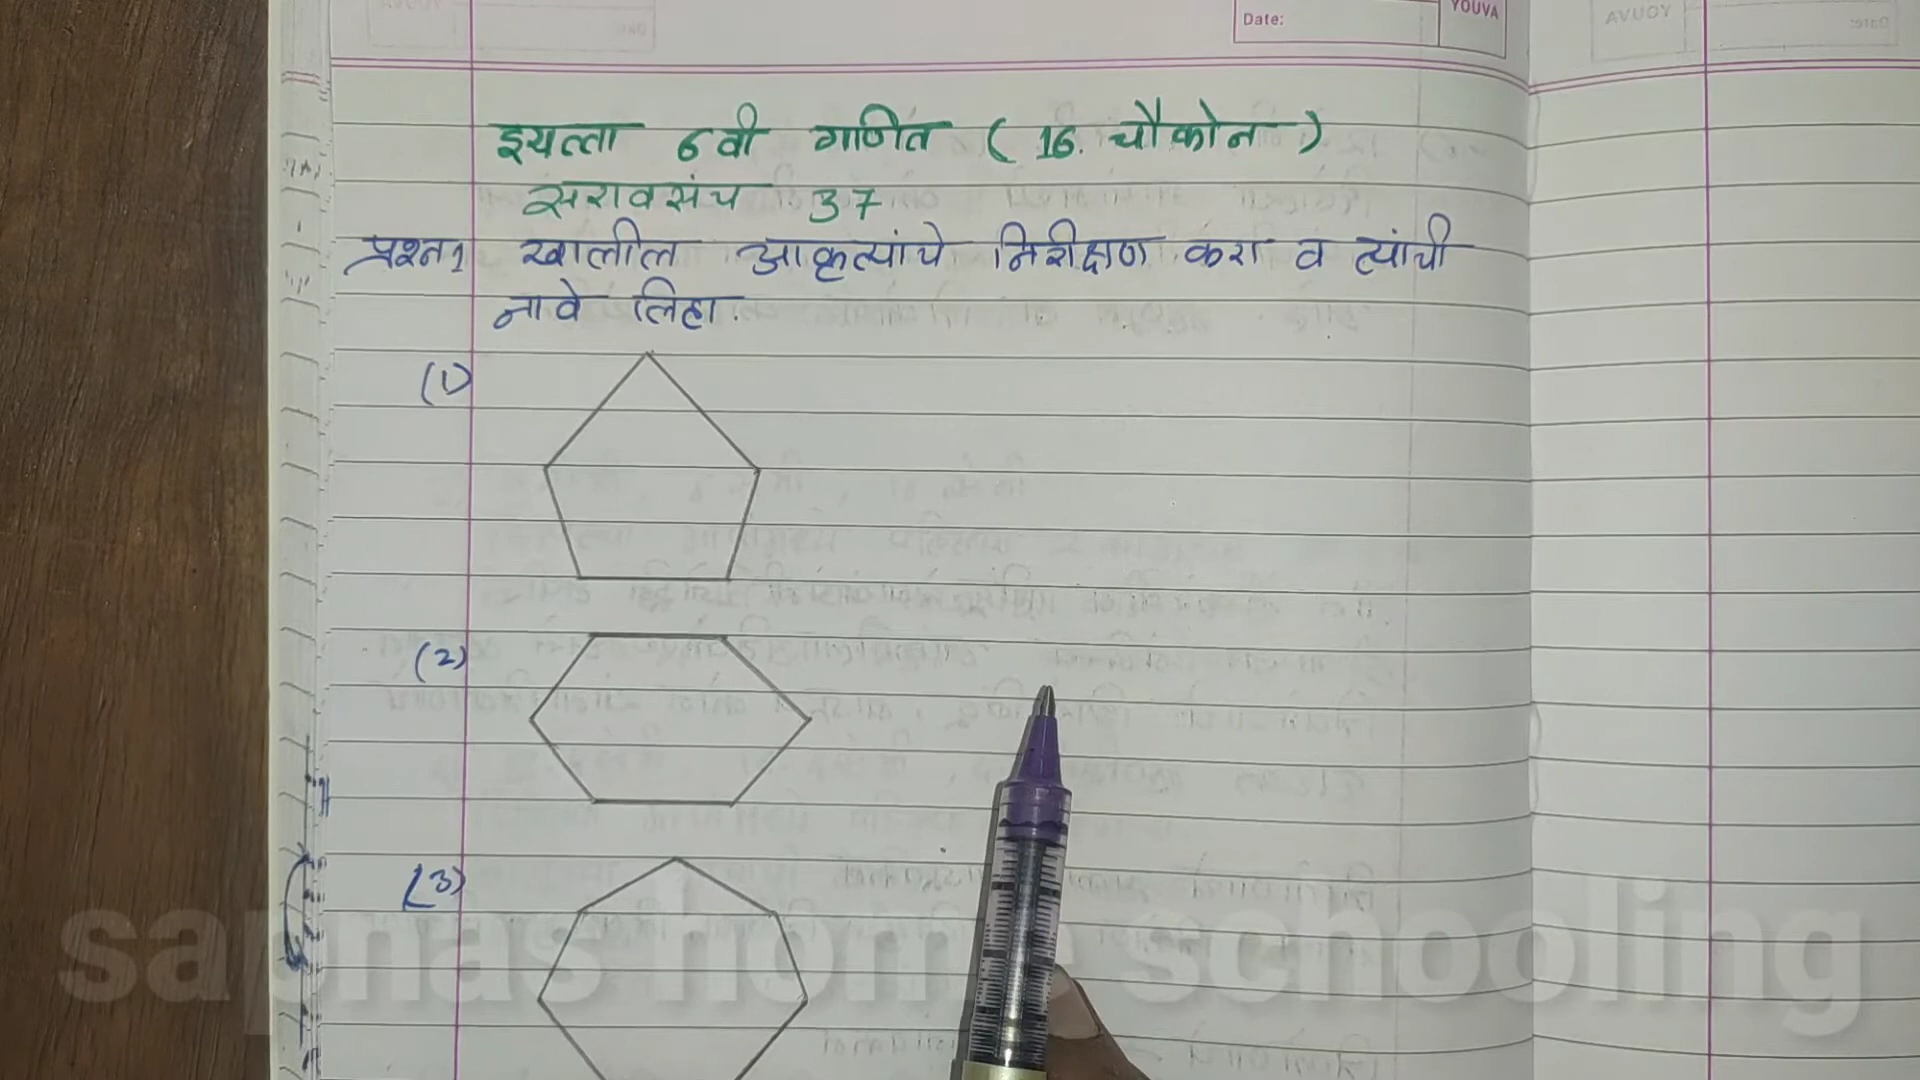 Date:
YOUVA
इयत्ता 6वी गणित ( 16. चौकोन )
सरावसंच 37
प्रश्न1 खालील आकृत्यांचे निरीक्षण करा व त्यांची
नावे लिहा.
(1)
(2)
(3)
sapnas home schooling